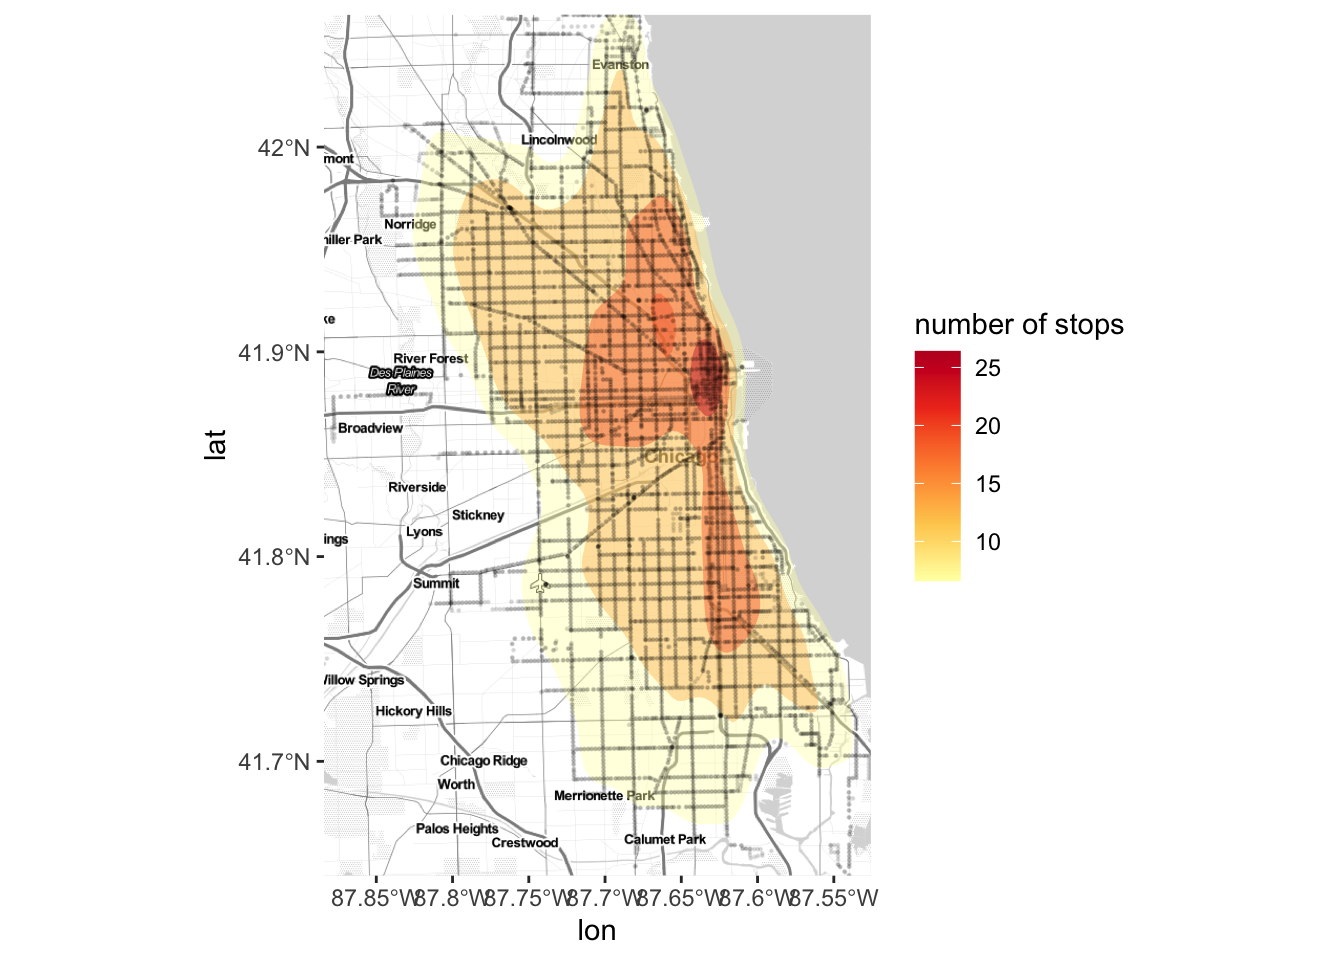 Evanston
Lincolnwood
42°N
mont
Norridge
hiller Park
number of stops
ke
41.9°N
River Forest
25
Des Plaines
River
20
Broadview
lat
Chicago
15
Riverside
Stickney
Lyons
ings
10
41.8°N
Summit
Willow Springs
Hickory Hills
41.7°N
Chicago Ridge
Worth
Merrionette Park
Palos Heights
Crestwood
Calumet Park
87.85°W 87.8°W 87.75°W 87.7°W 87.65°W 87.6°W 87.55°W
lon